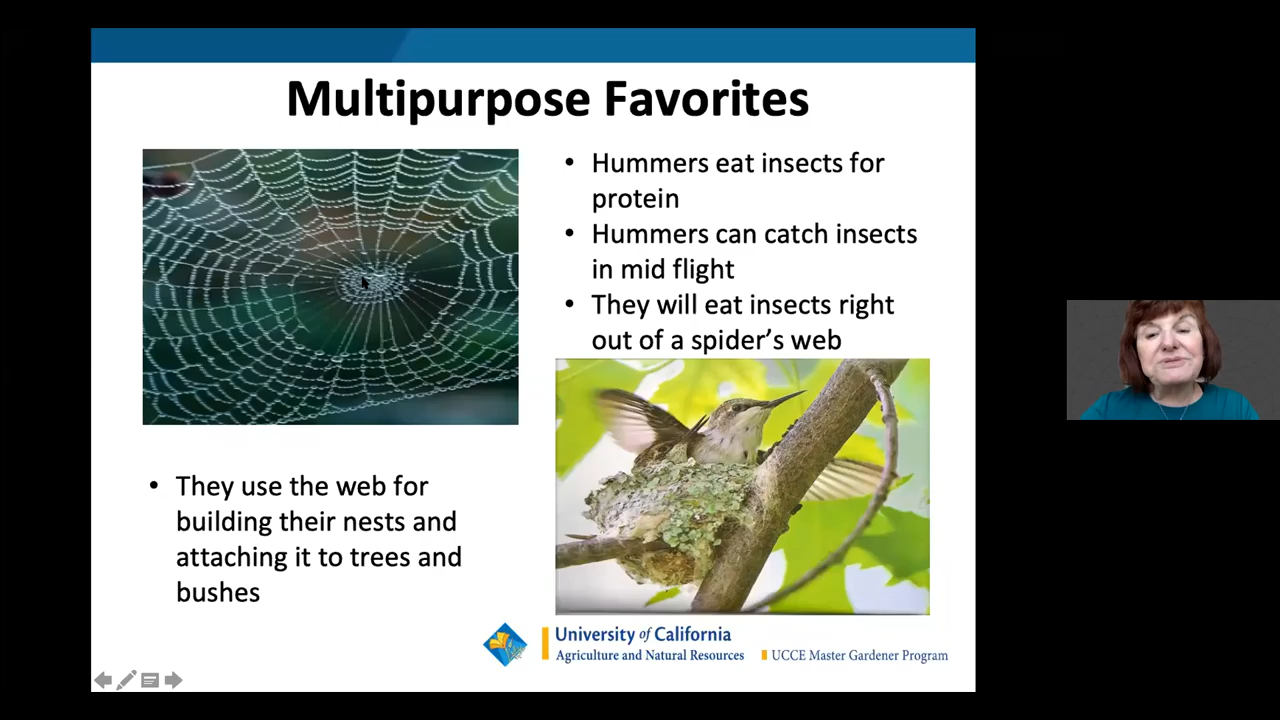 Multipurpose Favorites
• Hummers eat insects for
protein
• Hummers can catch insects
in mid flight
• They will eat insects right
out of a spider’s web
• They use the web for
building their nests and
attaching it to trees and
bushes
University of California
Agriculture and Natural Resources
UCCE Master Gardener Program